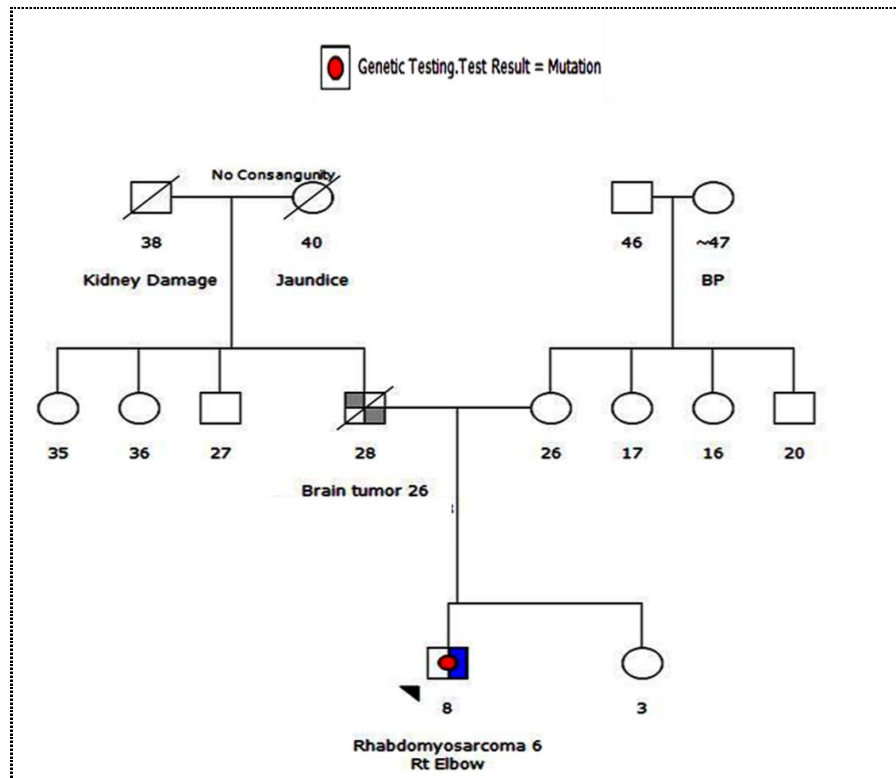 Genetic Testing.Test Result = Mutation
No Consangunity
38 40 46 ~47
Kidney Damage Jaundice BP
35 36 27 28 26 17 16 20
Brain tumor 26
8 3
Rhabdomyosarcoma 6
Rt Elbow